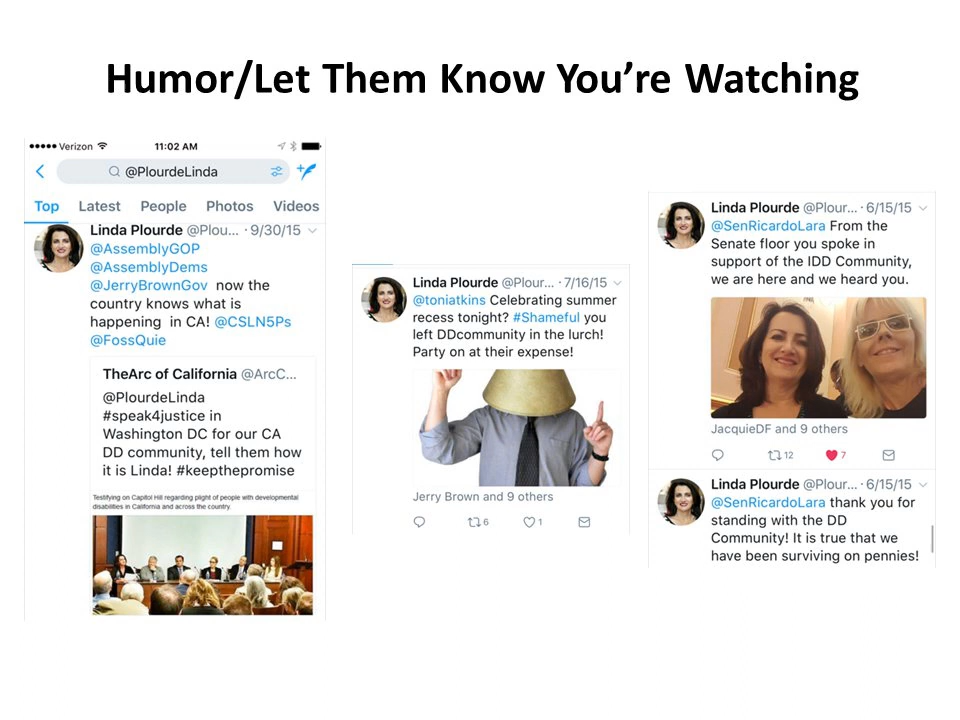 Humor/Let Them Know You're Watching
Verizon 11:02 AM
@PlourdeLinda
Top Latest People Photos Videos
Linda Plourde @Plou... · 9/30/15
@AssemblyGOP
@AssemblyDems
@JerryBrownGov now the
country knows what is
happening in CA! @CSLN5Ps
@FossQuie
TheArc of California @ArcC...
@PlourdeLinda
#speak4justice in
Washington DC for our CA
DD community, tell them how
it is Linda! #keepthepromise
Testifying on Capitol Hill regarding plight of people with developmental
disabilities in California and across the country
Linda Plourde @Plour... · 7/16/15
@toniatkins Celebrating summer
recess tonight? #Shameful you
left DDcommunity in the lurch!
Party on at their expense!
Jerry Brown and 9 others
6 1
Linda Plourde @Plour... · 6/15/15
@SenRicardoLara From the
Senate floor you spoke in
support of the IDD Community,
we are here and we heard you.
JacquieDF and 9 others
12 7
Linda Plourde @Plour... · 6/15/15
@SenRicardoLara thank you for
standing with the DD
Community! It is true that we
have been surviving on pennies!